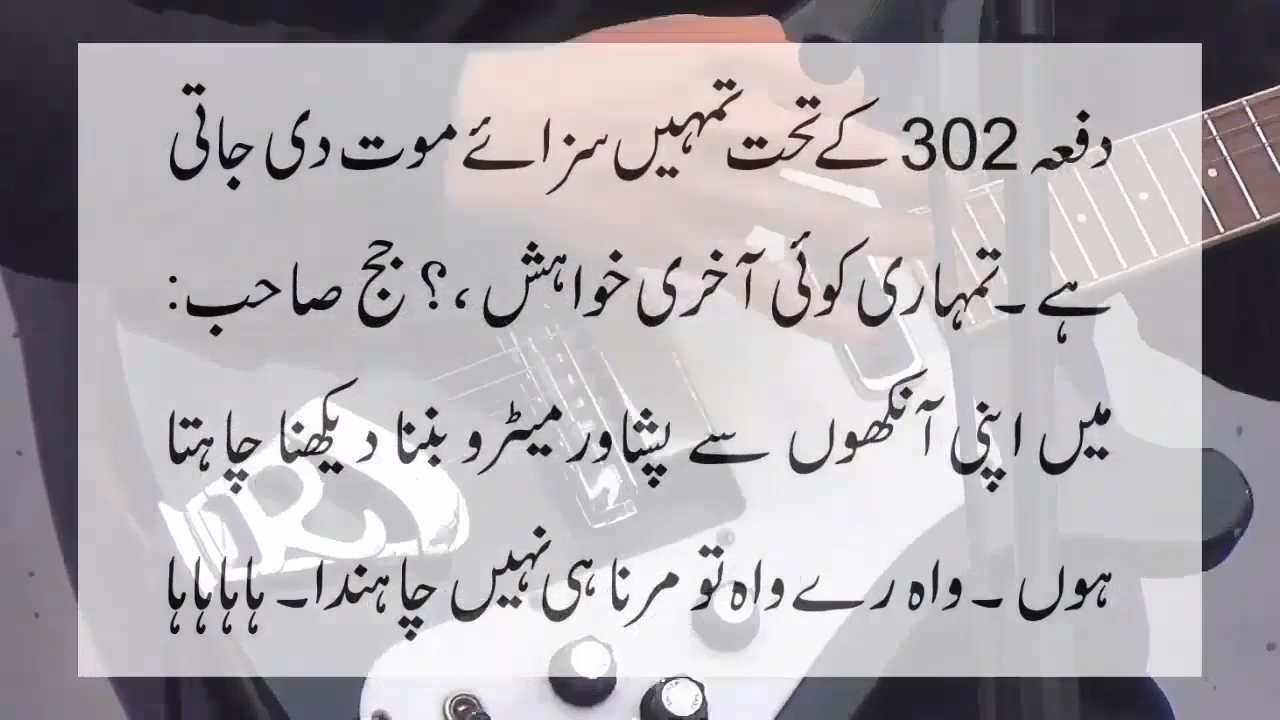 دفعہ 302 کے تحت تمہیں سزائے موت دی جاتی
ہے ۔ تمہاری کوئی آخری خواہش ،؟ جج صاحب :
میں اپنی آنکھوں سے پشاور میٹرو بننا دیکھنا چاہتا
ہوں ۔ واہ رے واہ تو مرنا ہی نہیں چاہندا ۔ ہاہاہاہا